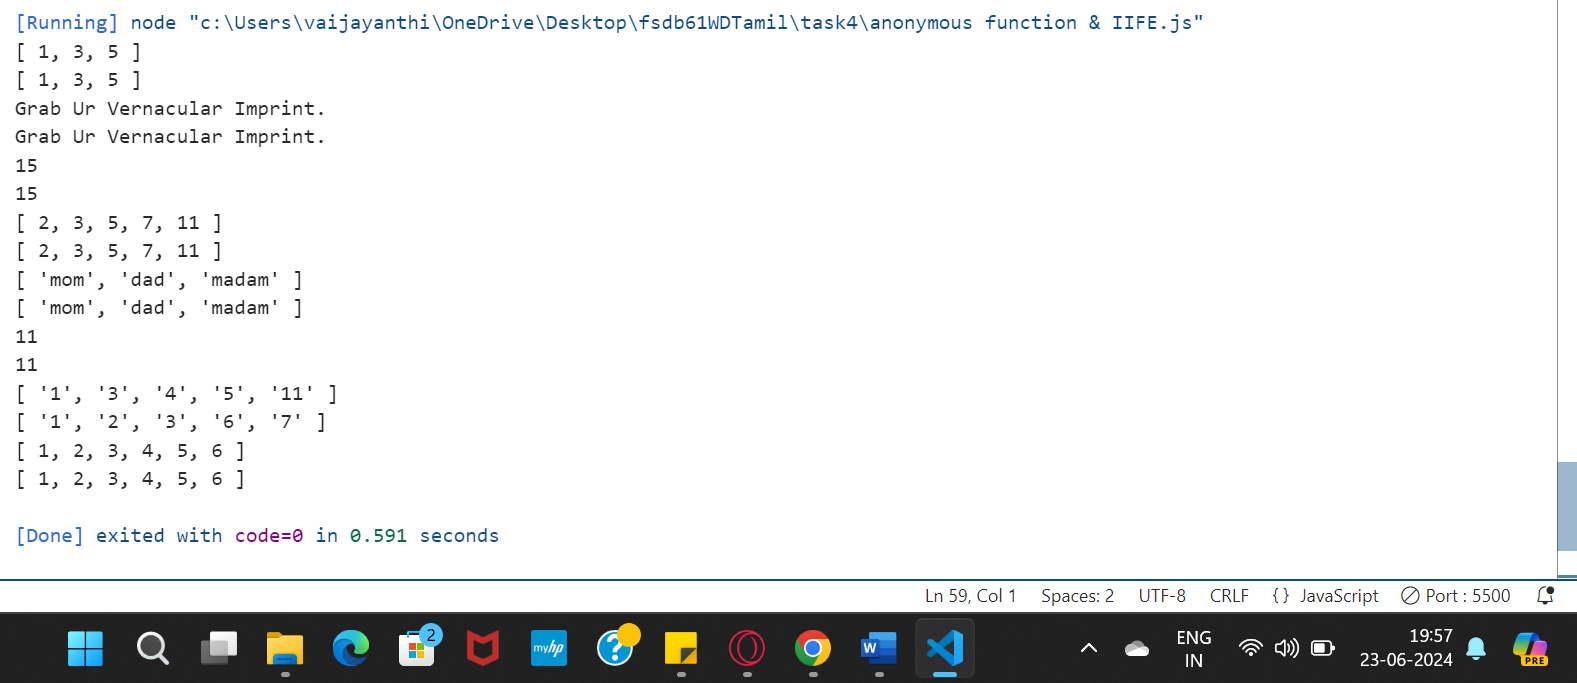 [Running] node "c:\Users\vaijayanthi\OneDrive\Desktop\fsdb61WDTamil\task4\anonymous function & IIFE.js"
[ 1, 3, 5 ]
[ 1, 3, 5 ]
Grab Ur Vernacular Imprint.
Grab Ur Vernacular Imprint.
15
15
[ 2, 3, 5, 7, 11 ]
[ 2, 3, 5, 7, 11 ]
[ 'mom', 'dad', 'madam' ]
[ 'mom', 'dad', 'madam' ]
11
11
[ '1', '3', '4', '5', '11' ]
[ '1', '2', '3', '6', '7' ]
[ 1, 2, 3, 4, 5, 6 ]
[ 1, 2, 3, 4, 5, 6 ]
[Done] exited with code=0 in 0.591 seconds
Ln 59, Col 1 Spaces: 2 UTF-8 CRLF {} JavaScript Port : 5500
2 myhp ? W ENG 19:57
IN 23-06-2024 PRE